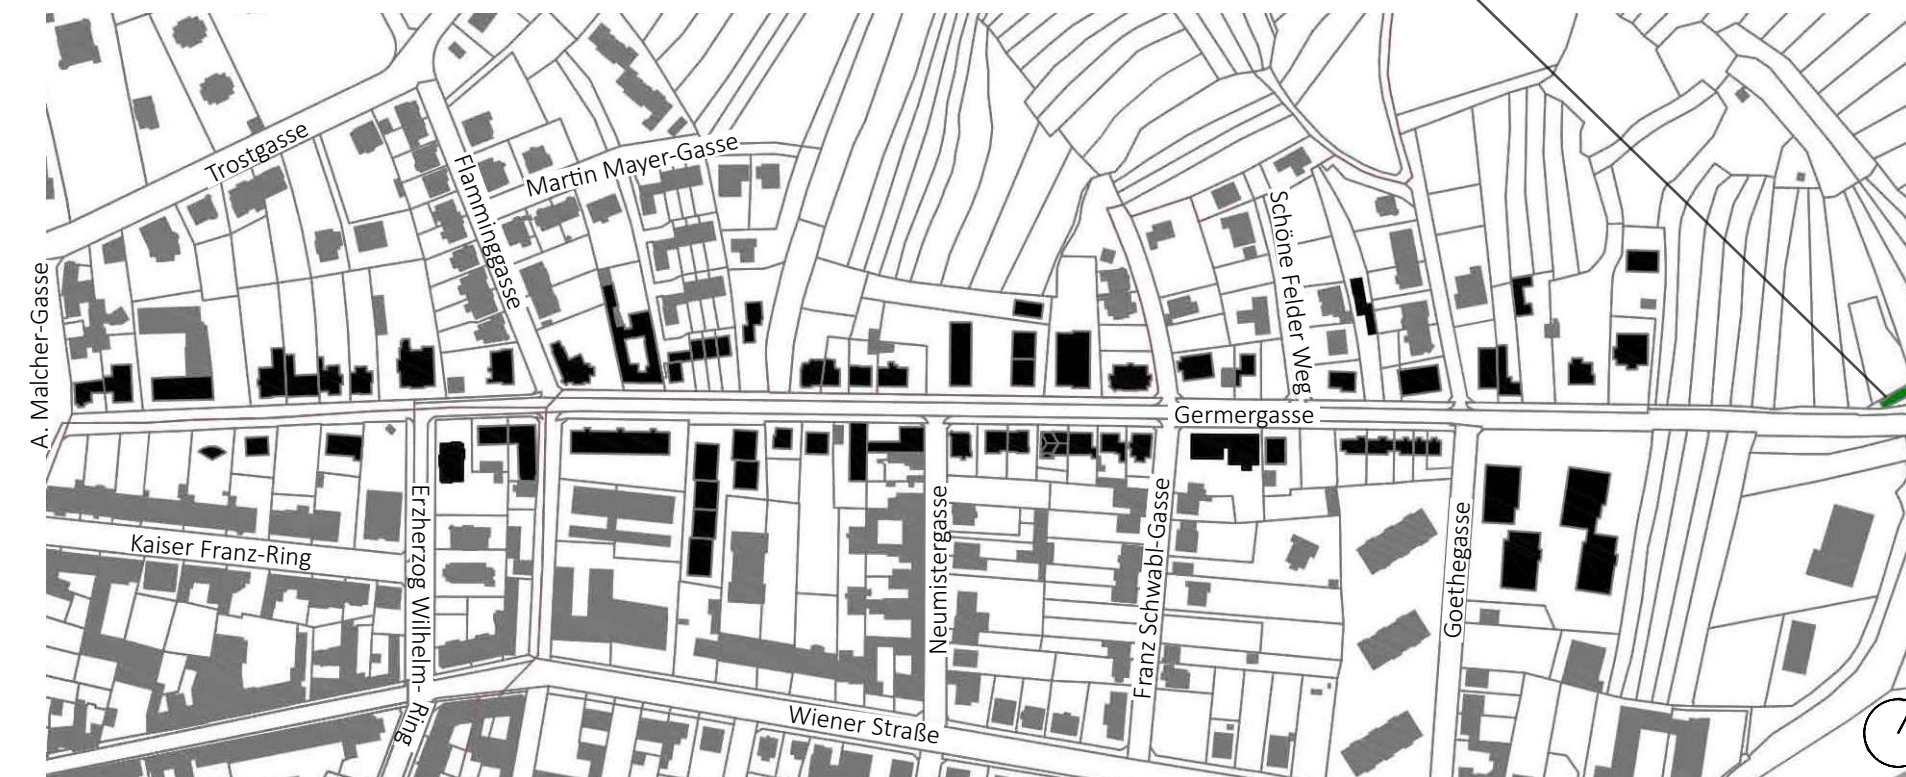 Trostgasse
Flamminggasse
Martin Mayer-Gasse
Schöne Felder Weg
A. Malcher-Gasse
Germergasse
Erzherzog Wilhelm- Ring
Kaiser Franz-Ring
Neumistergasse
Franz Schwabl-Gasse
Goethegasse
Wiener Straße